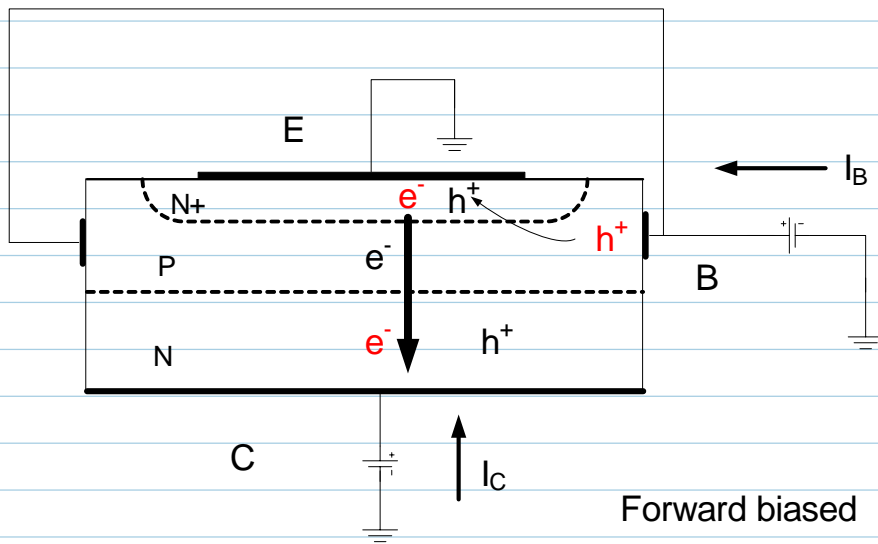 E
I_B
N+ e⁻ h⁺
h⁺
P e⁻
B
N e⁻ h⁺
C
I_C
Forward biased
+ -
+ -